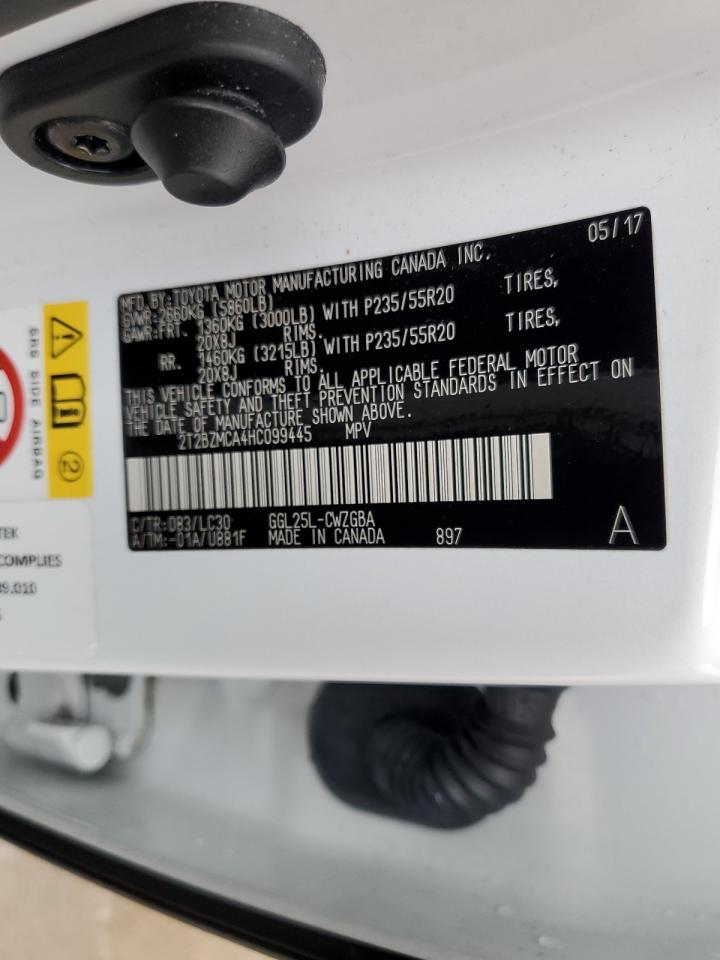 05/17
MFD.BY:TOYOTA MOTOR MANUFACTURING CANADA INC.
GVWR:2660KG (5860LB)
GAWR:FRT. 1360KG (3000LB) WITH P235/55R20 TIRES,
20X8J RIMS.
RR. 1460KG (3215LB) WITH P235/55R20 TIRES,
20X8J RIMS.
THIS VEHICLE CONFORMS TO ALL APPLICABLE FEDERAL MOTOR
VEHICLE SAFETY AND THEFT PREVENTION STANDARDS IN EFFECT ON
THE DATE OF MANUFACTURE SHOWN ABOVE.
2T2BZMCA4HC099445 MPV
C/TR:083/LC30 GGL25L-CWZGBA
A/TM:-01A/U881F MADE IN CANADA 897 A
SRS SIDE AIRBAG
2
TEK
COMPLIES